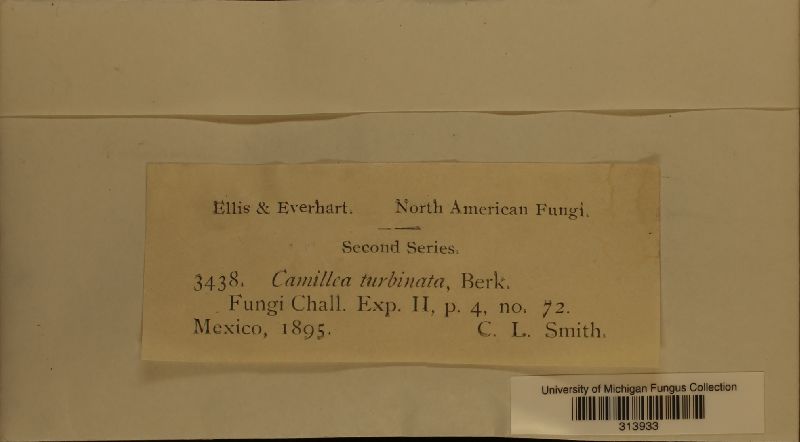 Ellis & Everhart. North American Fungi.
Second Series.
3438. Camillea turbinata, Berk.
Fungi Chall. Exp. II, p. 4, no. 72.
Mexico, 1895. C. L. Smith.
University of Michigan Fungus Collection
313933